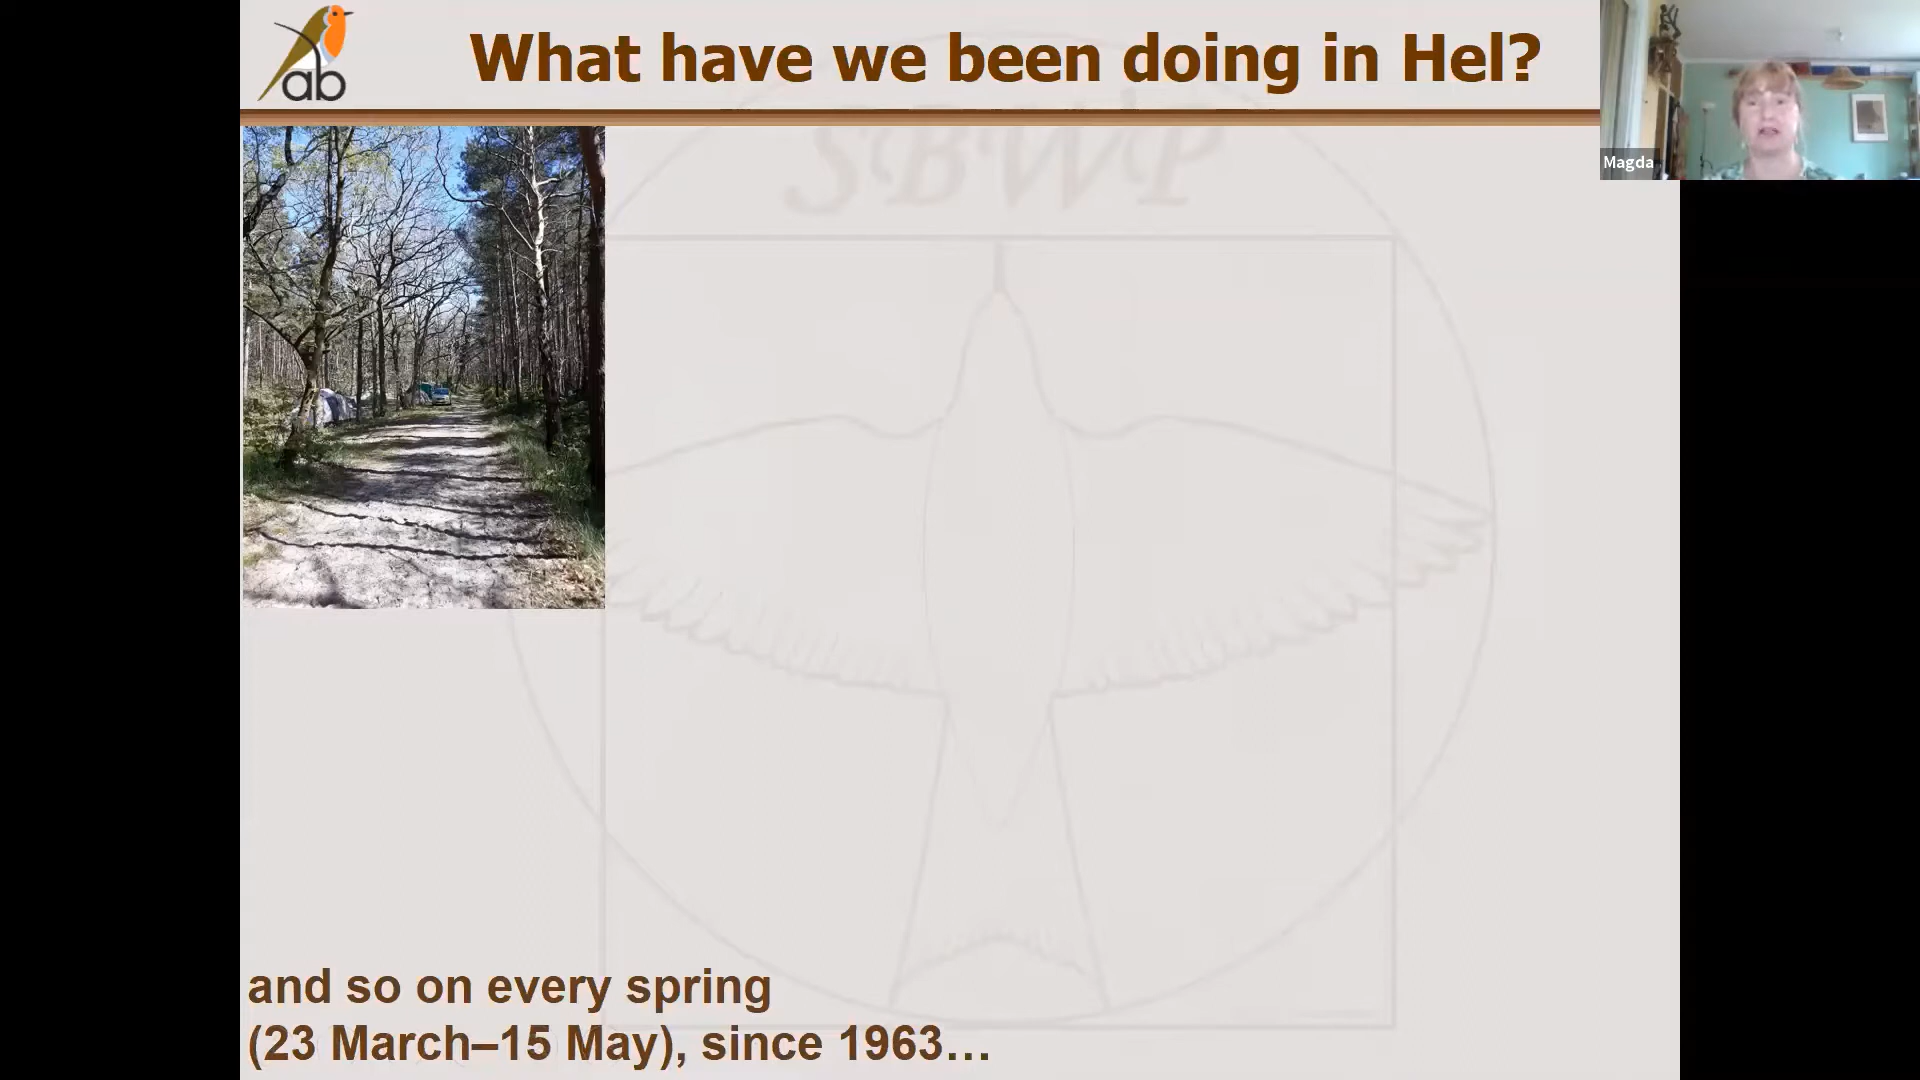 ab
What have we been doing in Hel?
Magda
SBWP
and so on every spring
(23 March–15 May), since 1963…